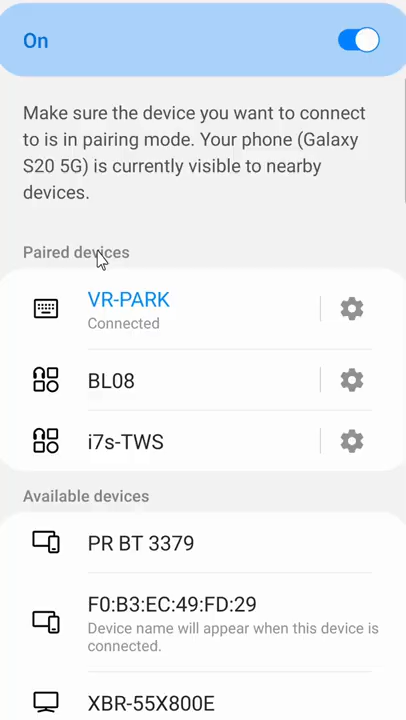 On
Make sure the device you want to connect
to is in pairing mode. Your phone (Galaxy
S20 5G) is currently visible to nearby
devices.
Paired devices
VR-PARK
Connected
BL08
i7s-TWS
Available devices
PR BT 3379
F0:B3:EC:49:FD:29
Device name will appear when this device is
connected.
XBR-55X800E